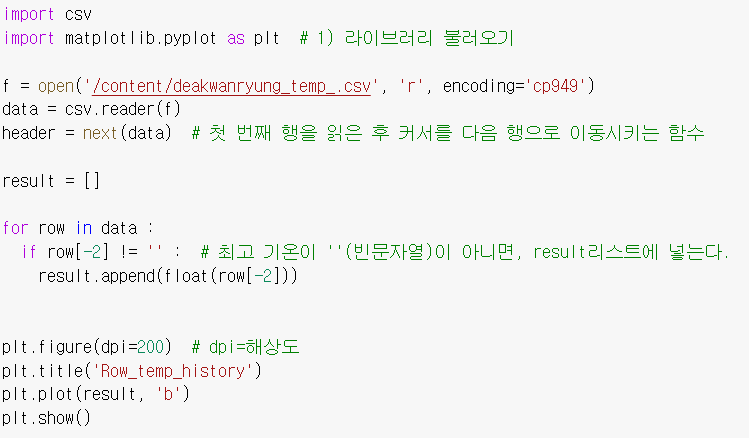 import csv
import matplotlib.pyplot as plt  # 1) 라이브러리 불러오기

f = open('/content/deakwanryung_temp_.csv', 'r', encoding='cp949')
data = csv.reader(f)
header = next(data)  # 첫 번째 행을 읽은 후 커서를 다음 행으로 이동시키는 함수

result = []

for row in data :
  if row[-2] != '' :  # 최고 기온이 ''(빈문자열)이 아니면, result리스트에 넣는다.
    result.append(float(row[-2]))


plt.figure(dpi=200)  # dpi=해상도
plt.title('Row_temp_history')
plt.plot(result, 'b')
plt.show()